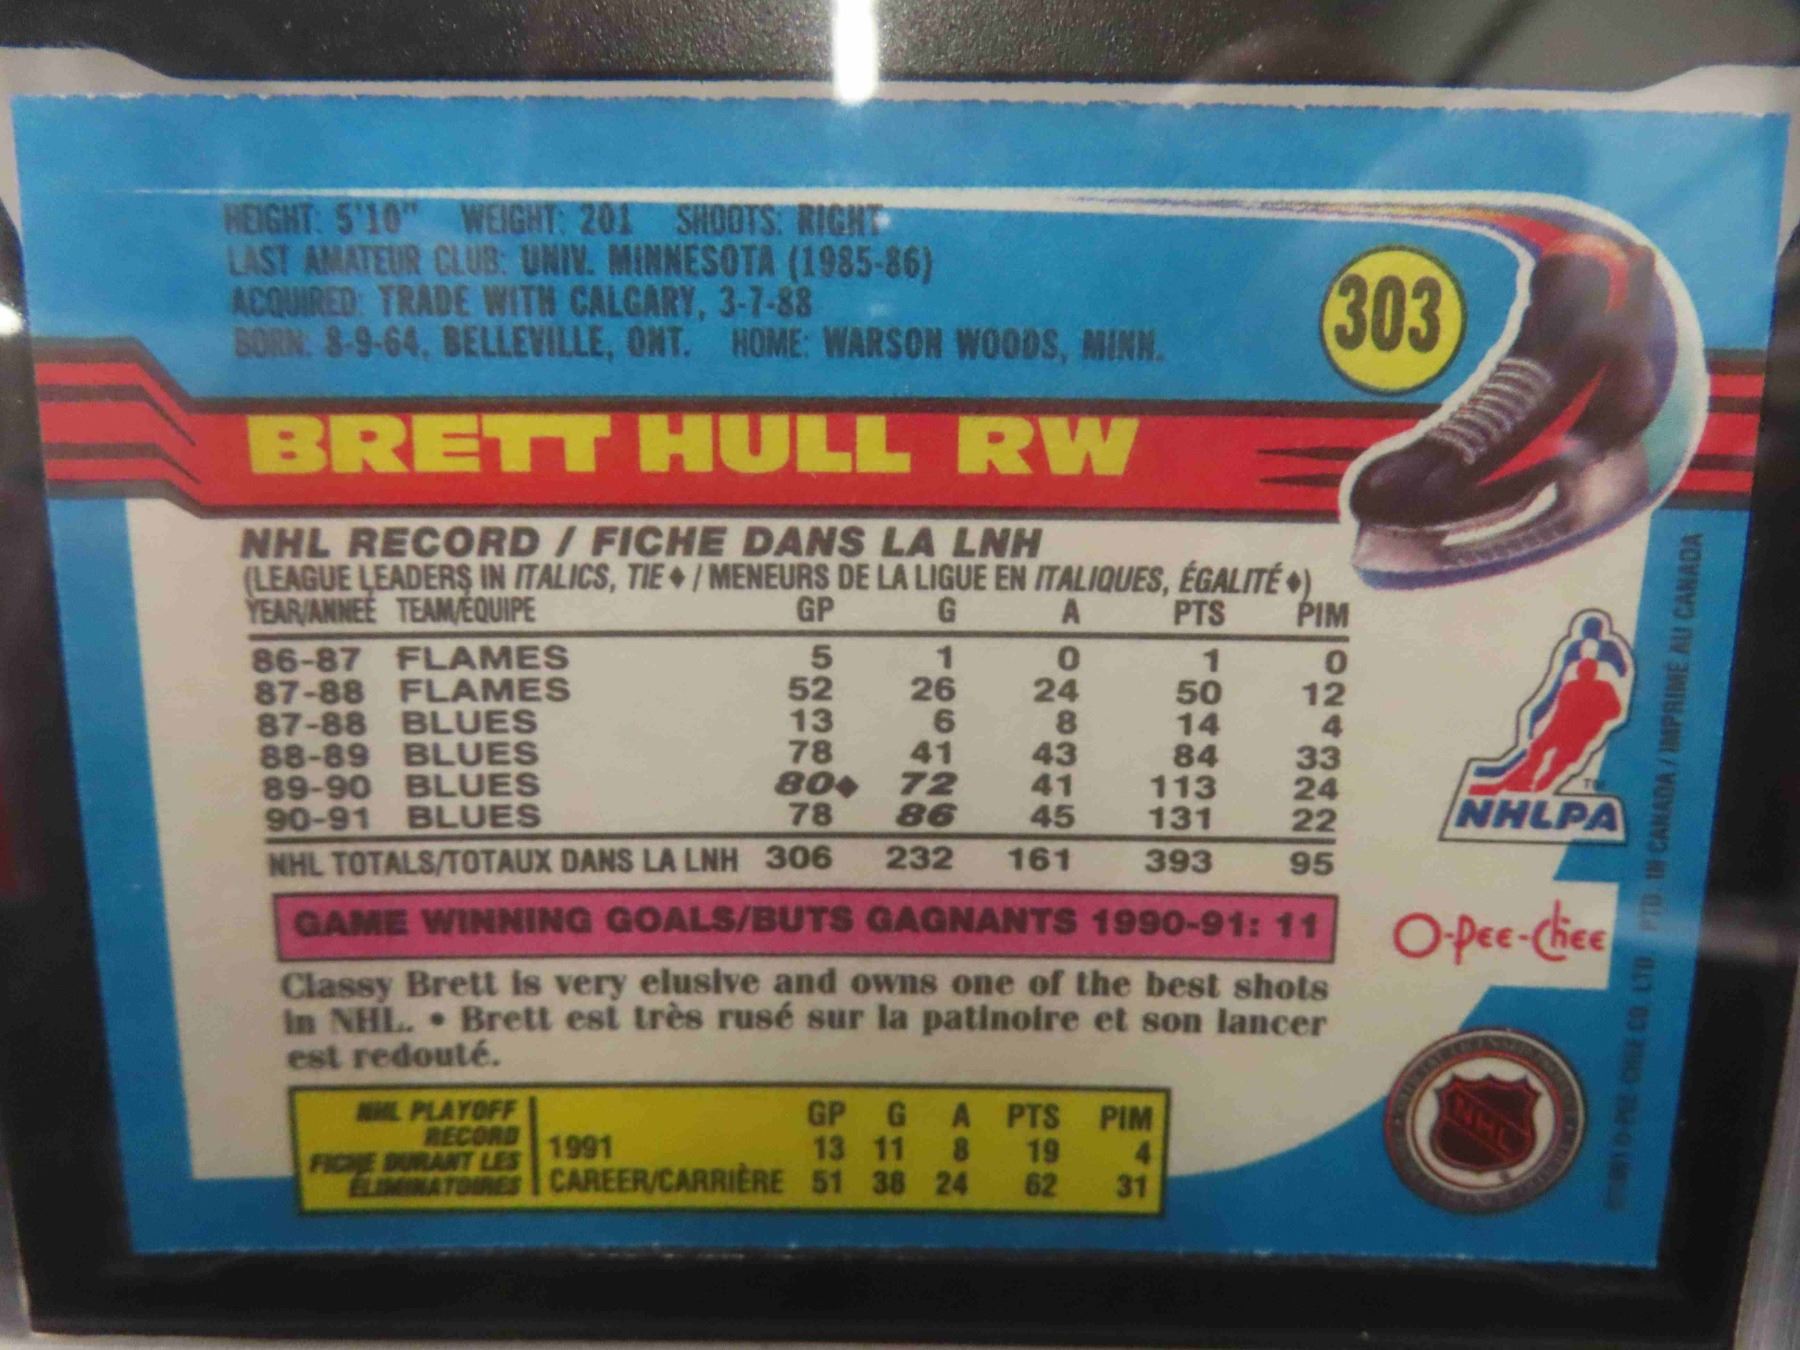 HEIGHT: 5'10" WEIGHT: 201 SHOOTS: RIGHT
LAST AMATEUR CLUB: UNIV. MINNESOTA (1985-86)
ACQUIRED: TRADE WITH CALGARY, 3-7-88
BORN: 8-9-64, BELLEVILLE, ONT. HOME: WARSON WOODS, MINN.
303
BRETT HULL RW
NHL RECORD / FICHE DANS LA LNH
(LEAGUE LEADERS IN ITALICS, TIE ♦ / MENEURS DE LA LIGUE EN ITALIQUES, ÉGALITÉ ♦)
YEAR/ANNEÉ TEAM/ÉQUIPE GP G A PTS PIM
86-87 FLAMES 5 1 0 1 0
87-88 FLAMES 52 26 24 50 12
87-88 BLUES 13 6 8 14 4
88-89 BLUES 78 41 43 84 33
89-90 BLUES 80♦ 72 41 113 24
90-91 BLUES 78 86 45 131 22
NHL TOTALS/TOTAUX DANS LA LNH 306 232 161 393 95
GAME WINNING GOALS/BUTS GAGNANTS 1990-91: 11
Classy Brett is very elusive and owns one of the best shots
in NHL. • Brett est très rusé sur la patinoire et son lancer
est redouté.
NHL PLAYOFF
RECORD
FICHE DURANT LES
ÉLIMINATOIRES
GP G A PTS PIM
1991 13 11 8 19 4
CAREER/CARRIÈRE 51 38 24 62 31
TM
NHLPA
O-Pee-Chee
NHL
©1991 O-PEE-CHEE CO. LTD. PTD. IN CANADA / IMPRIMÉ AU CANADA